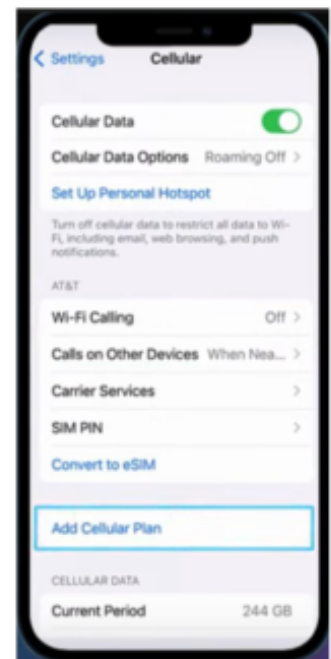 Settings Cellular
Cellular Data
Cellular Data Options Roaming Off
Set Up Personal Hotspot
Turn off cellular data to restrict all data to Wi-
Fi, including email, web browsing, and push
notifications.
AT&T
Wi-Fi Calling Off
Calls on Other Devices When Nea...
Carrier Services
SIM PIN
Convert to eSIM
Add Cellular Plan
CELLULAR DATA
Current Period 244 GB